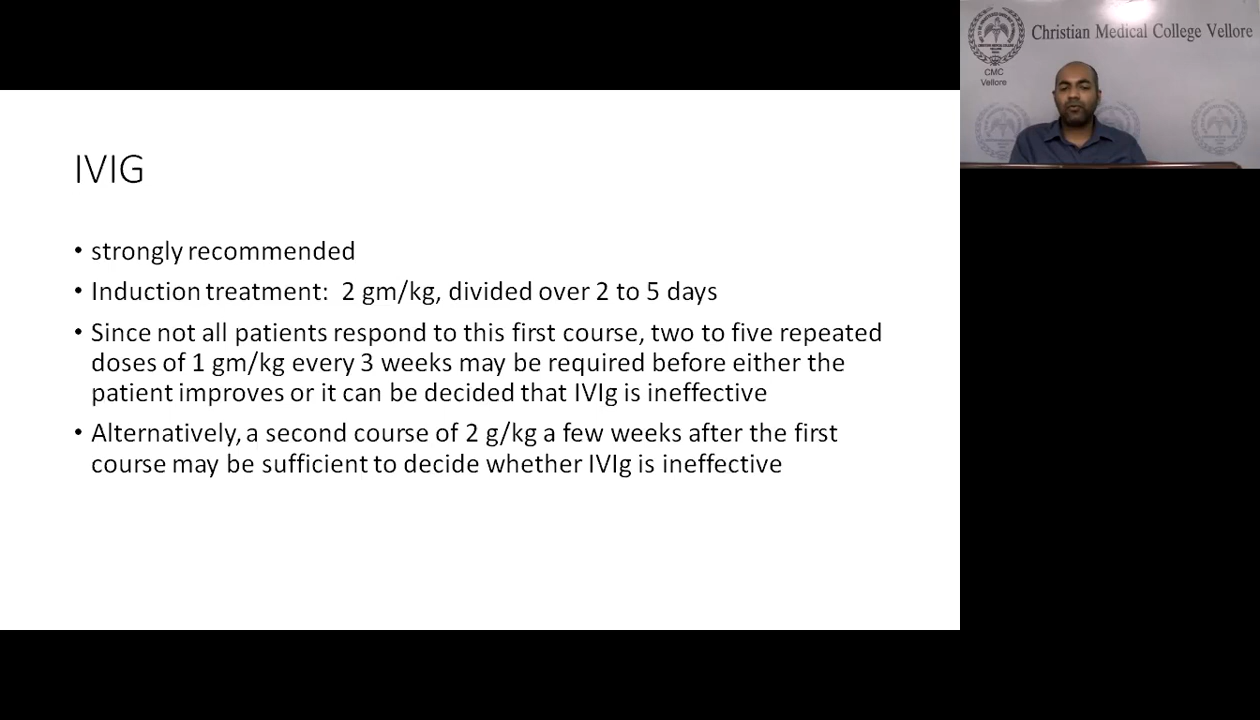 IVIG
• strongly recommended
• Induction treatment: 2 gm/kg, divided over 2 to 5 days
• Since not all patients respond to this first course, two to five repeated
doses of 1 gm/kg every 3 weeks may be required before either the
patient improves or it can be decided that IVIg is ineffective
• Alternatively, a second course of 2 g/kg a few weeks after the first
course may be sufficient to decide whether IVIg is ineffective
Christian Medical College Vellore
CMC
Vellore